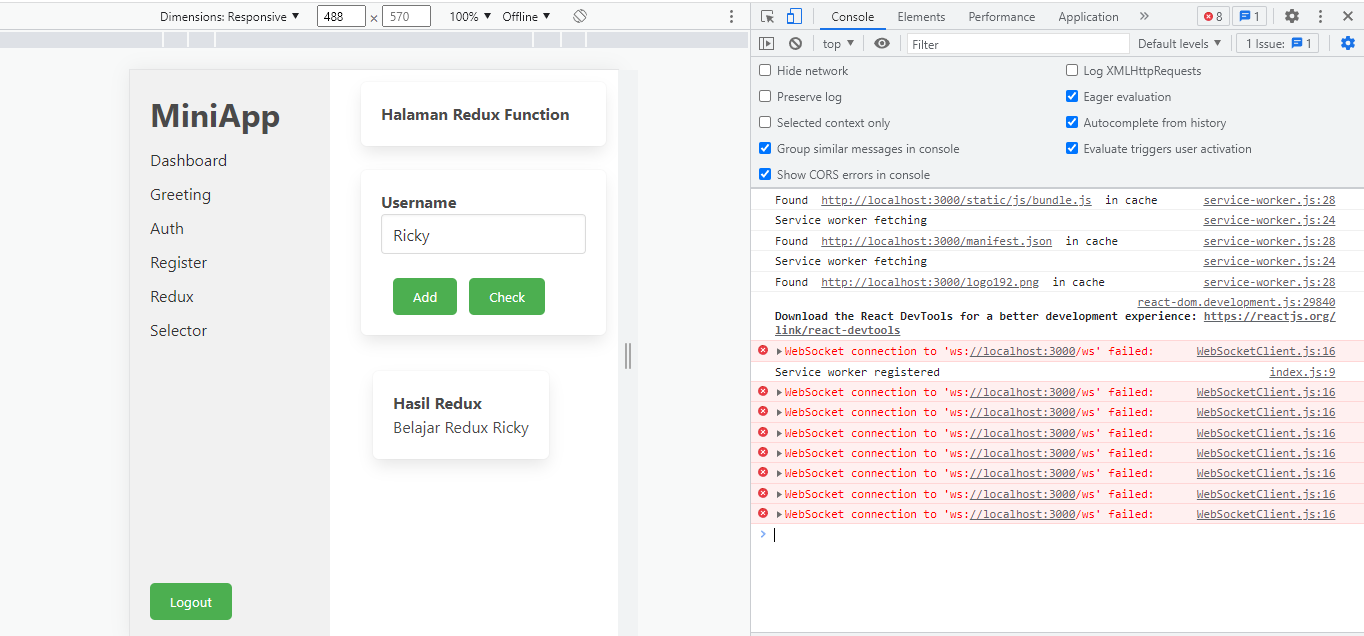 Dimensions: Responsive ▼ 488 × 570 100% ▼ Offline ▼
MiniApp
Dashboard
Greeting
Auth
Register
Redux
Selector
Logout
Halaman Redux Function
Username
Ricky
Add Check
Hasil Redux
Belajar Redux Ricky
Console Elements Performance Application » 8 1
top ▼ Filter Default levels ▼ 1 Issue: 1
Hide network Log XMLHttpRequests
Preserve log Eager evaluation
Selected context only Autocomplete from history
Group similar messages in console Evaluate triggers user activation
Show CORS errors in console
Found http://localhost:3000/static/js/bundle.js in cache service-worker.js:28
Service worker fetching service-worker.js:24
Found http://localhost:3000/manifest.json in cache service-worker.js:28
Service worker fetching service-worker.js:24
Found http://localhost:3000/logo192.png in cache service-worker.js:28
react-dom.development.js:29840
Download the React DevTools for a better development experience: https://reactjs.org/
link/react-devtools
WebSocket connection to 'ws://localhost:3000/ws' failed: WebSocketClient.js:16
Service worker registered index.js:9
WebSocket connection to 'ws://localhost:3000/ws' failed: WebSocketClient.js:16
WebSocket connection to 'ws://localhost:3000/ws' failed: WebSocketClient.js:16
WebSocket connection to 'ws://localhost:3000/ws' failed: WebSocketClient.js:16
WebSocket connection to 'ws://localhost:3000/ws' failed: WebSocketClient.js:16
WebSocket connection to 'ws://localhost:3000/ws' failed: WebSocketClient.js:16
WebSocket connection to 'ws://localhost:3000/ws' failed: WebSocketClient.js:16
WebSocket connection to 'ws://localhost:3000/ws' failed: WebSocketClient.js:16